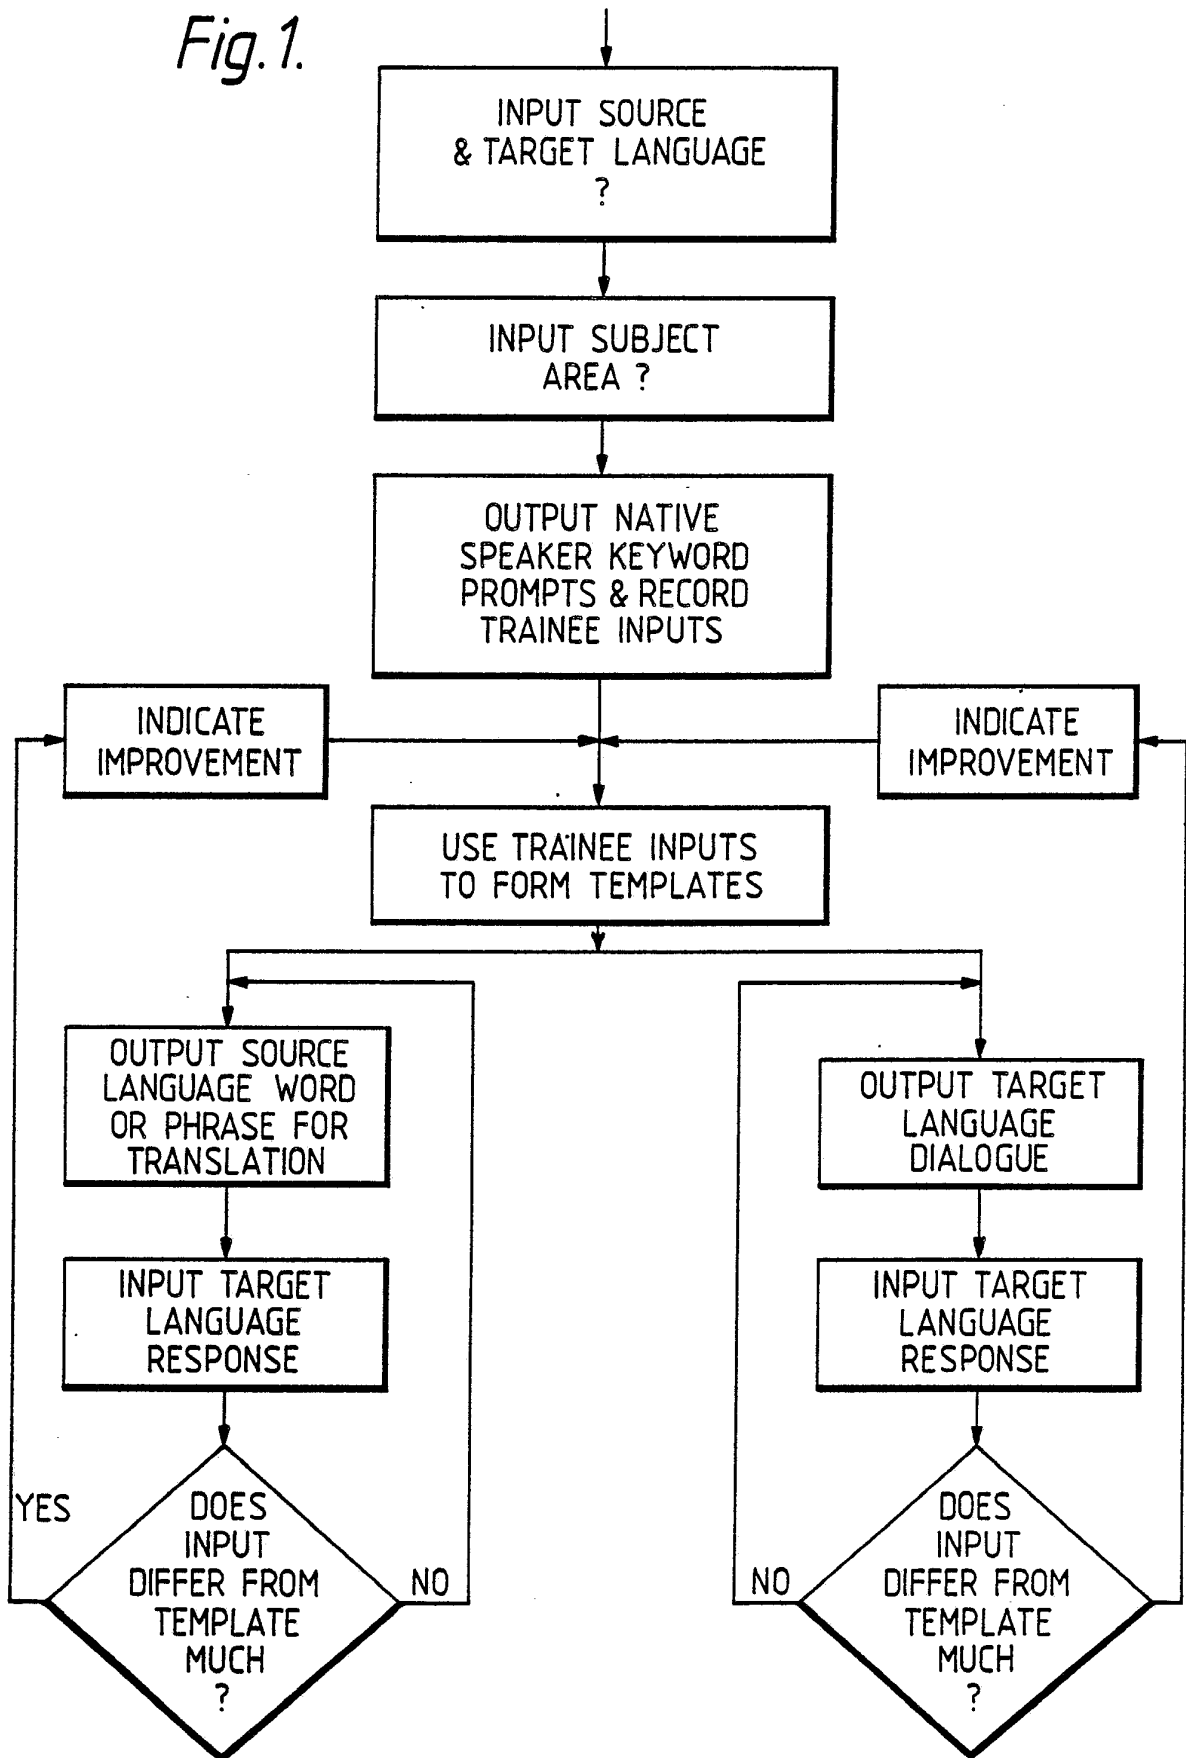 Fig.1.
INPUT SOURCE
& TARGET LANGUAGE
?
INPUT SUBJECT
AREA ?
OUTPUT NATIVE
SPEAKER KEYWORD
PROMPTS & RECORD
TRAINEE INPUTS
INDICATE
IMPROVEMENT
INDICATE
IMPROVEMENT
USE TRAINEE INPUTS
TO FORM TEMPLATES
OUTPUT SOURCE
LANGUAGE WORD
OR PHRASE FOR
TRANSLATION
INPUT TARGET
LANGUAGE
RESPONSE
YES
DOES
INPUT
DIFFER FROM
TEMPLATE
MUCH
?
NO
OUTPUT TARGET
LANGUAGE
DIALOGUE
INPUT TARGET
LANGUAGE
RESPONSE
NO
DOES
INPUT
DIFFER FROM
TEMPLATE
MUCH
?